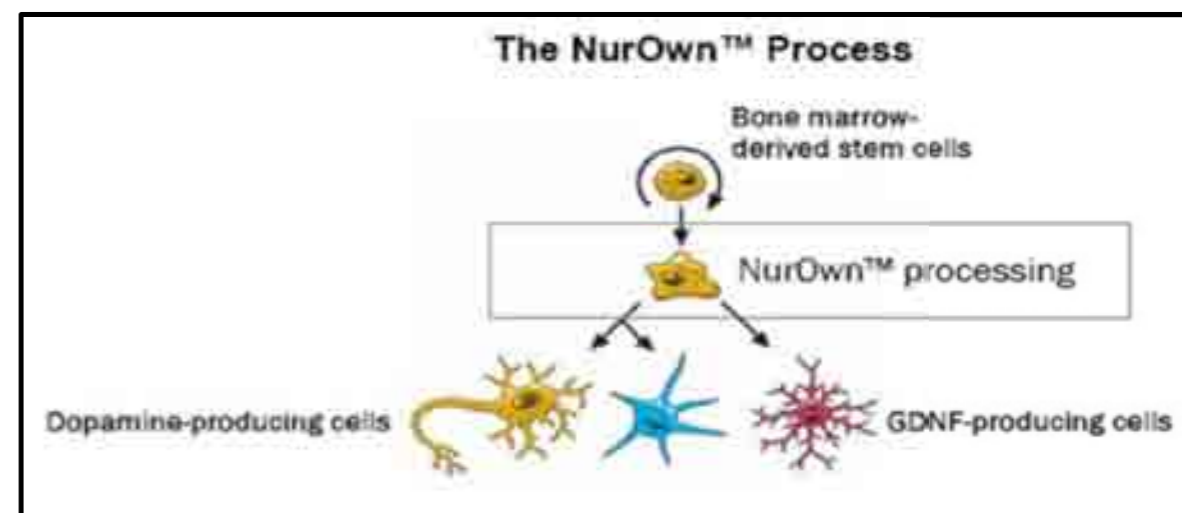 The NurOwn™ Process
Bone marrow-
derived stem cells
NurOwn™ processing
Dopamine-producing cells
GDNF-producing cells